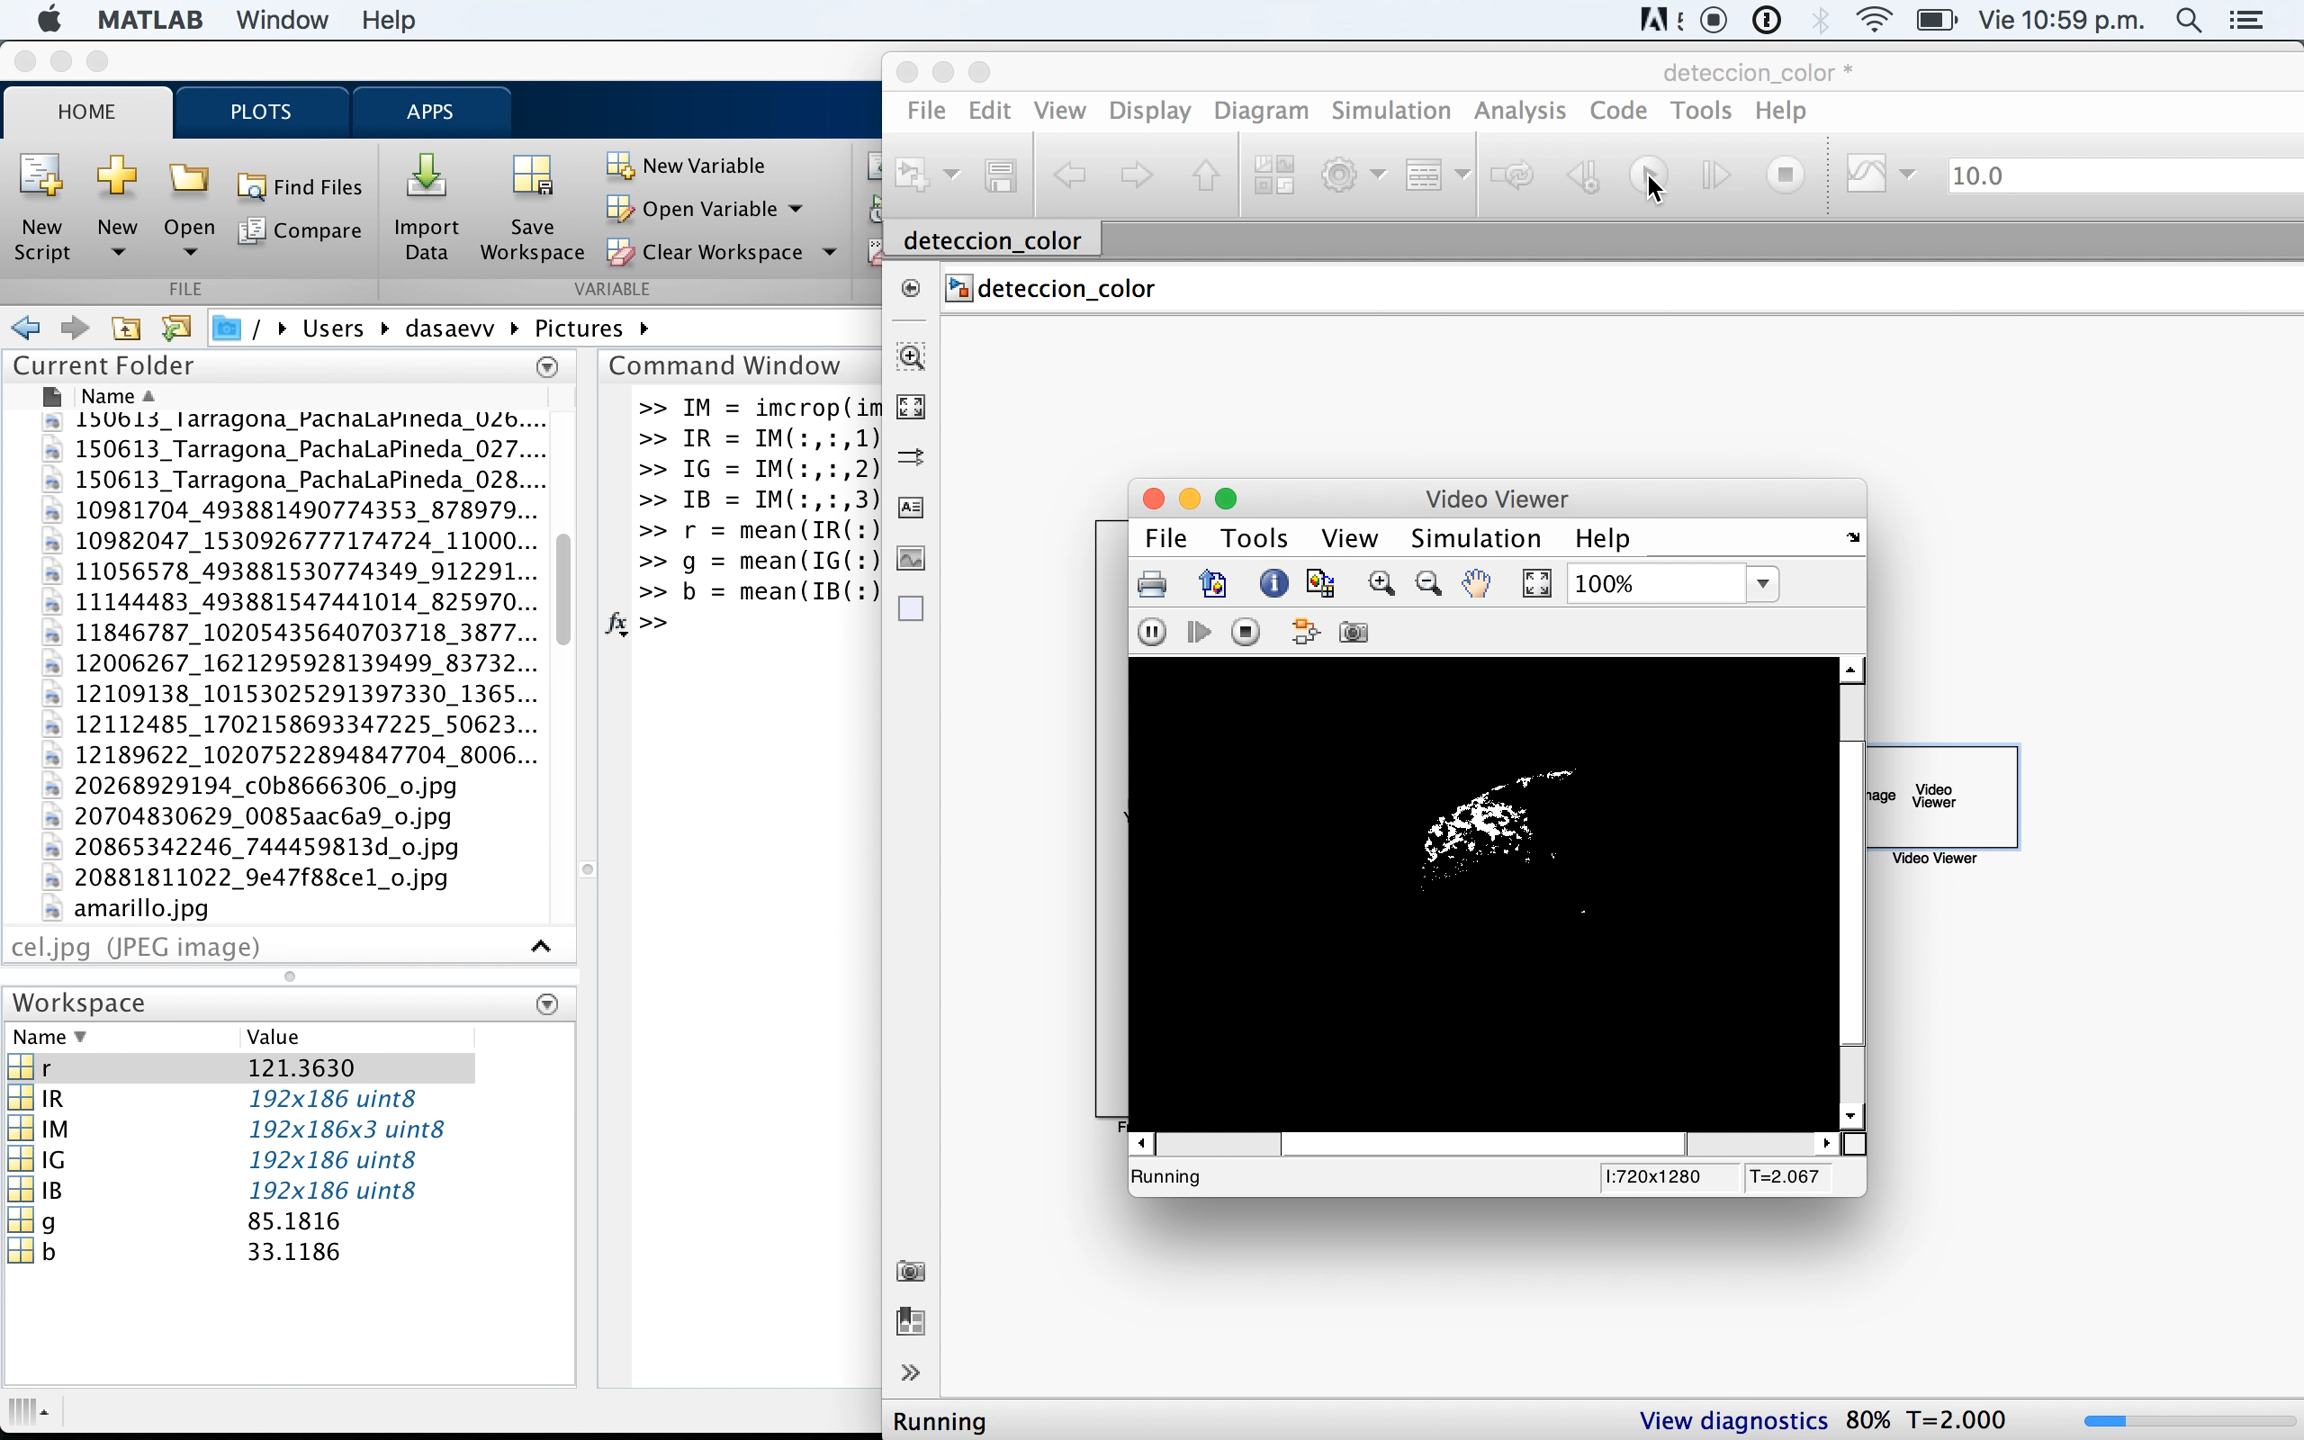 MATLAB Window Help
Vie 10:59 p.m.
HOME PLOTS APPS
New Script
New
Open
Find Files
Compare
Import Data
Save Workspace
New Variable
Open Variable
Clear Workspace
FILE VARIABLE
/ Users dasaevv Pictures
Current Folder
Name
150613_Tarragona_PachaLaPineda_026....
150613_Tarragona_PachaLaPineda_027....
150613_Tarragona_PachaLaPineda_028....
10981704_493881490774353_878979...
10982047_1530926777174724_11000...
11056578_493881530774349_912291...
11144483_493881547441014_825970...
11846787_10205435640703718_3877...
12006267_1621295928139499_83732...
12109138_10153025291397330_1365...
12112485_1702158693347225_50623...
12189622_10207522894847704_8006...
20268929194_c0b8666306_o.jpg
20704830629_0085aac6a9_o.jpg
20865342246_744459813d_o.jpg
20881811022_9e47f88ce1_o.jpg
amarillo.jpg
cel.jpg (JPEG image)
Workspace
Name Value
r 121.3630
IR 192x186 uint8
IM 192x186x3 uint8
IG 192x186 uint8
IB 192x186 uint8
g 85.1816
b 33.1186
Command Window
>> IM = imcrop(im
>> IR = IM(:,:,1)
>> IG = IM(:,:,2)
>> IB = IM(:,:,3)
>> r = mean(IR(:)
>> g = mean(IG(:)
>> b = mean(IB(:)
fx >>
deteccion_color *
File Edit View Display Diagram Simulation Analysis Code Tools Help
10.0
deteccion_color
deteccion_color
Video Viewer
File Tools View Simulation Help
100%
Running I:720x1280 T=2.067
Video Viewer
Video Viewer
Running View diagnostics 80% T=2.000